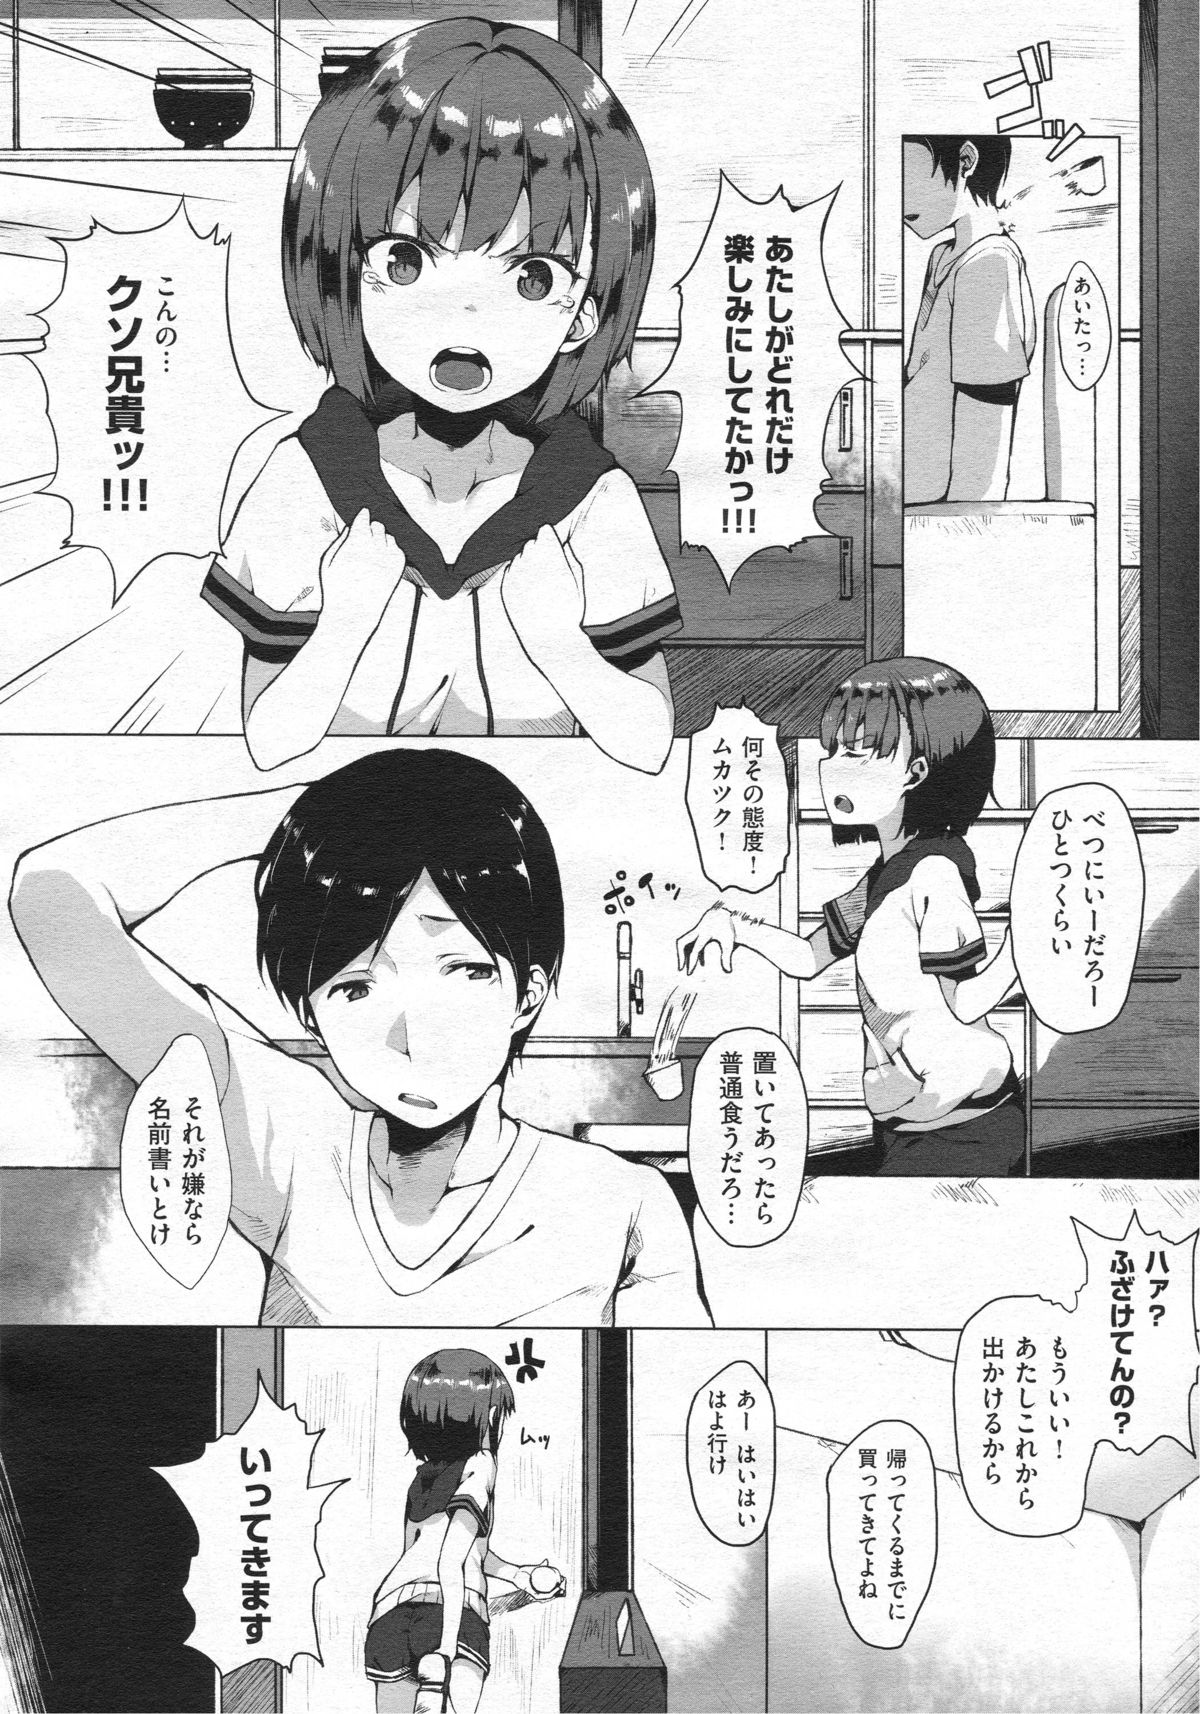 ゴッ
あいたっ…
あたしがどれだけ
楽しみにしてたかっ!!!
こんの…
クソ兄貴ッ!!!
べつにいーだろー
ひとつくらい
何その態度!
ムカツク!
ポイッ
置いてあったら
普通食うだろ…
それが嫌なら
名前書いとけ
ハァ?
ふざけてんの?
もういい!
あたしこれから
出かけるから
帰ってくるまでに
買ってきてよね
あー はいはい
はよ行け
ムッ
いってきます